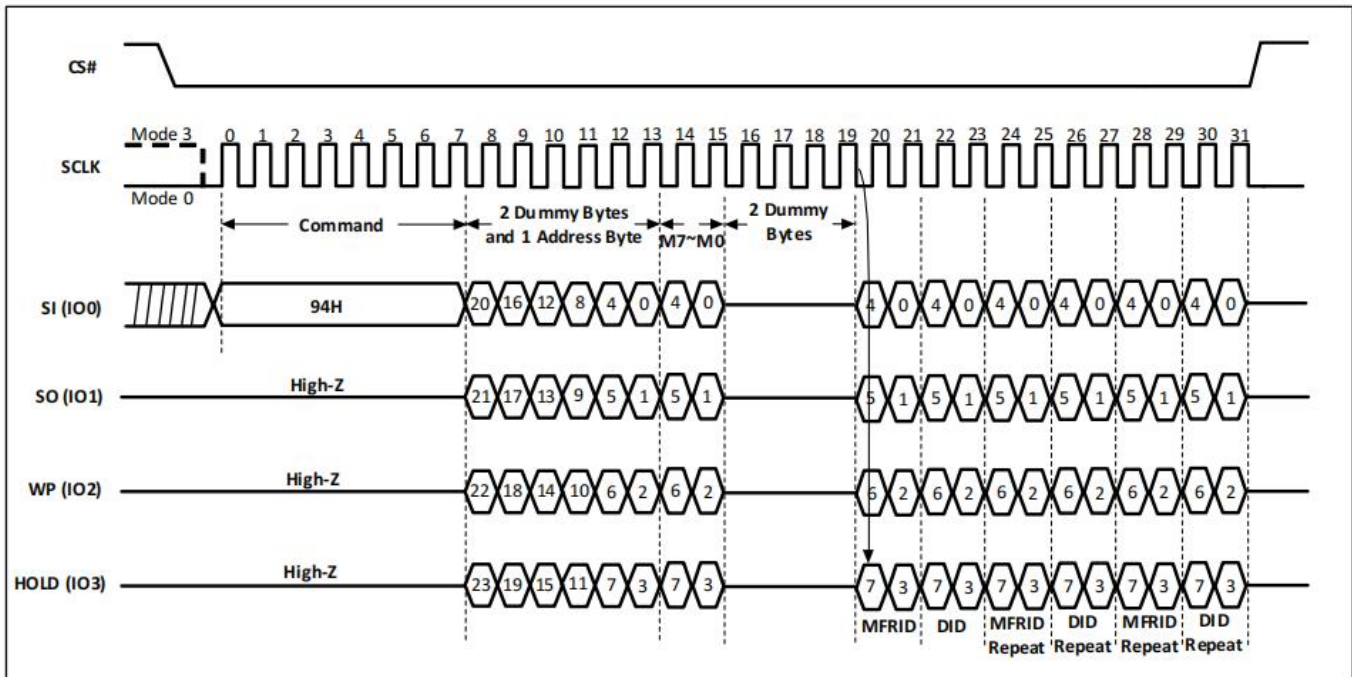 CS#
Mode 3
0 1 2 3 4 5 6 7 8 9 10 11 12 13 14 15 16 17 18 19 20 21 22 23 24 25 26 27 28 29 30 31
SCLK
Mode 0
Command
2 Dummy Bytes
and 1 Address Byte
M7~M0
2 Dummy
Bytes
SI (IO0)
94H
20 16 12 8 4 0 4 0 4 0 4 0 4 0 4 0 4 0 4 0
SO (IO1)
High-Z
21 17 13 9 5 1 5 1 5 1 5 1 5 1 5 1 5 1 5 1
WP (IO2)
High-Z
22 18 14 10 6 2 6 2 6 2 6 2 6 2 6 2 6 2 6 2
HOLD (IO3)
High-Z
23 19 15 11 7 3 7 3 7 3 7 3 7 3 7 3 7 3 7 3
MFRID DID MFRID DID MFRID DID
Repeat Repeat Repeat Repeat